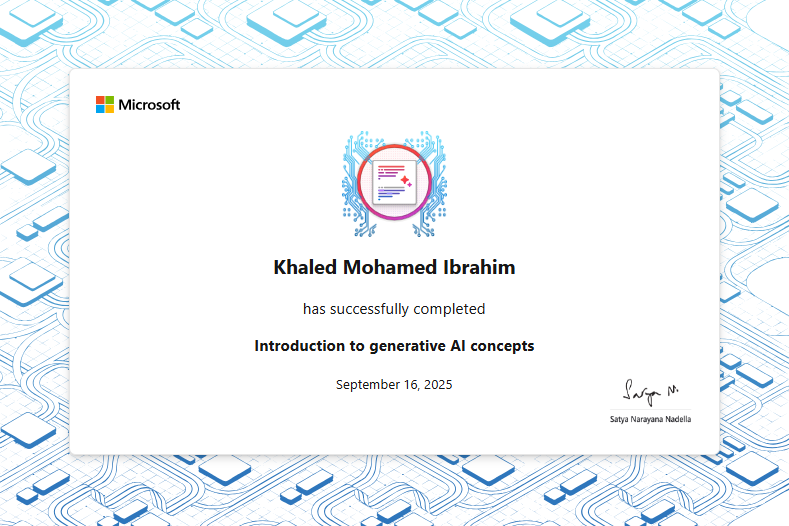 Microsoft
Khaled Mohamed Ibrahim
has successfully completed
Introduction to generative AI concepts
September 16, 2025
Satya N.
Satya Narayana Nadella